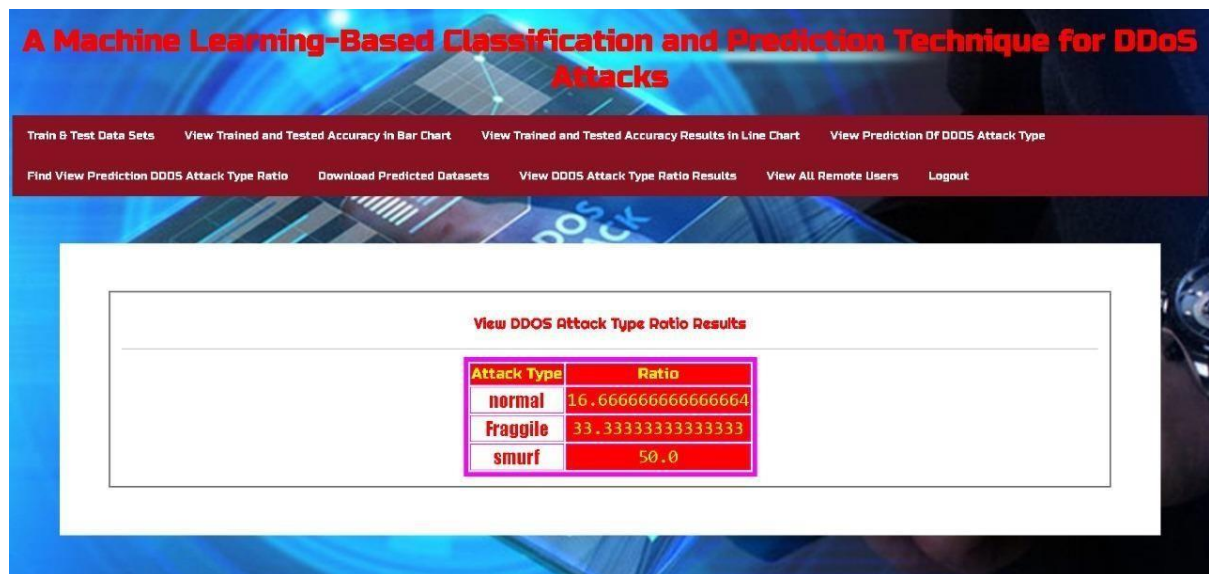 A Machine Learning-Based Classification and Prediction Technique for DDoS
Attacks
Train & Test Data Sets View Trained and Tested Accuracy in Bar Chart View Trained and Tested Accuracy Results in Line Chart View Prediction Of DDOS Attack Type
Find View Prediction DDOS Attack Type Ratio Download Predicted Datasets View DDOS Attack Type Ratio Results View All Remote Users Logout
DOS
ACK
View DDOS Attack Type Ratio Results
Attack Type Ratio
normal 16.666666666666664
Fraggile 33.33333333333333
smurf 50.0